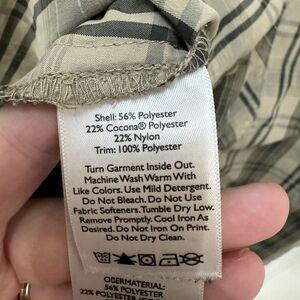 Shell: 56% Polyester
22% Cocona® Polyester
22% Nylon
Trim: 100% Polyester
Turn Garment Inside Out.
Machine Wash Warm With
Like Colors. Use Mild Detergent.
Do Not Bleach. Do Not Use
Fabric Softeners. Tumble Dry Low.
Remove Promptly. Cool Iron As
Desired. Do Not Iron On Print.
Do Not Dry Clean.
OBERMATERIAL:
56% POLYESTER